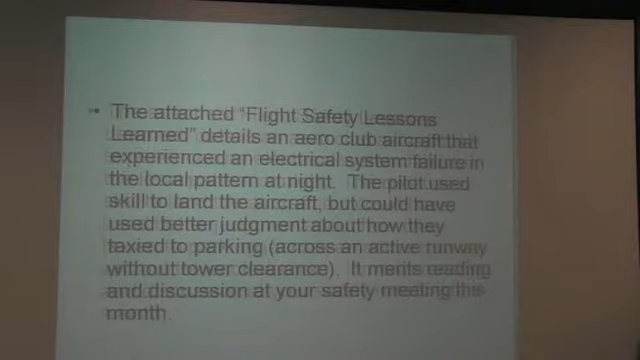 • The attached "Flight Safety Lessons
Learned" details an aero club aircraft that
experienced an electrical system failure in
the local pattern at night.  The pilot used
skill to land the aircraft, but could have
used better judgment about how they
taxied to parking (across an active runway
without tower clearance).  It merits reading
and discussion at your safety meeting this
month.